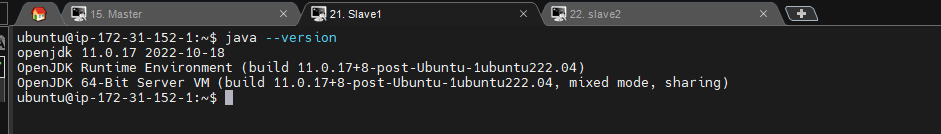 15. Master
21. Slave1
22. slave2
ubuntu@ip-172-31-152-1:~$ java --version
openjdk 11.0.17 2022-10-18
OpenJDK Runtime Environment (build 11.0.17+8-post-Ubuntu-1ubuntu222.04)
OpenJDK 64-Bit Server VM (build 11.0.17+8-post-Ubuntu-1ubuntu222.04, mixed mode, sharing)
ubuntu@ip-172-31-152-1:~$